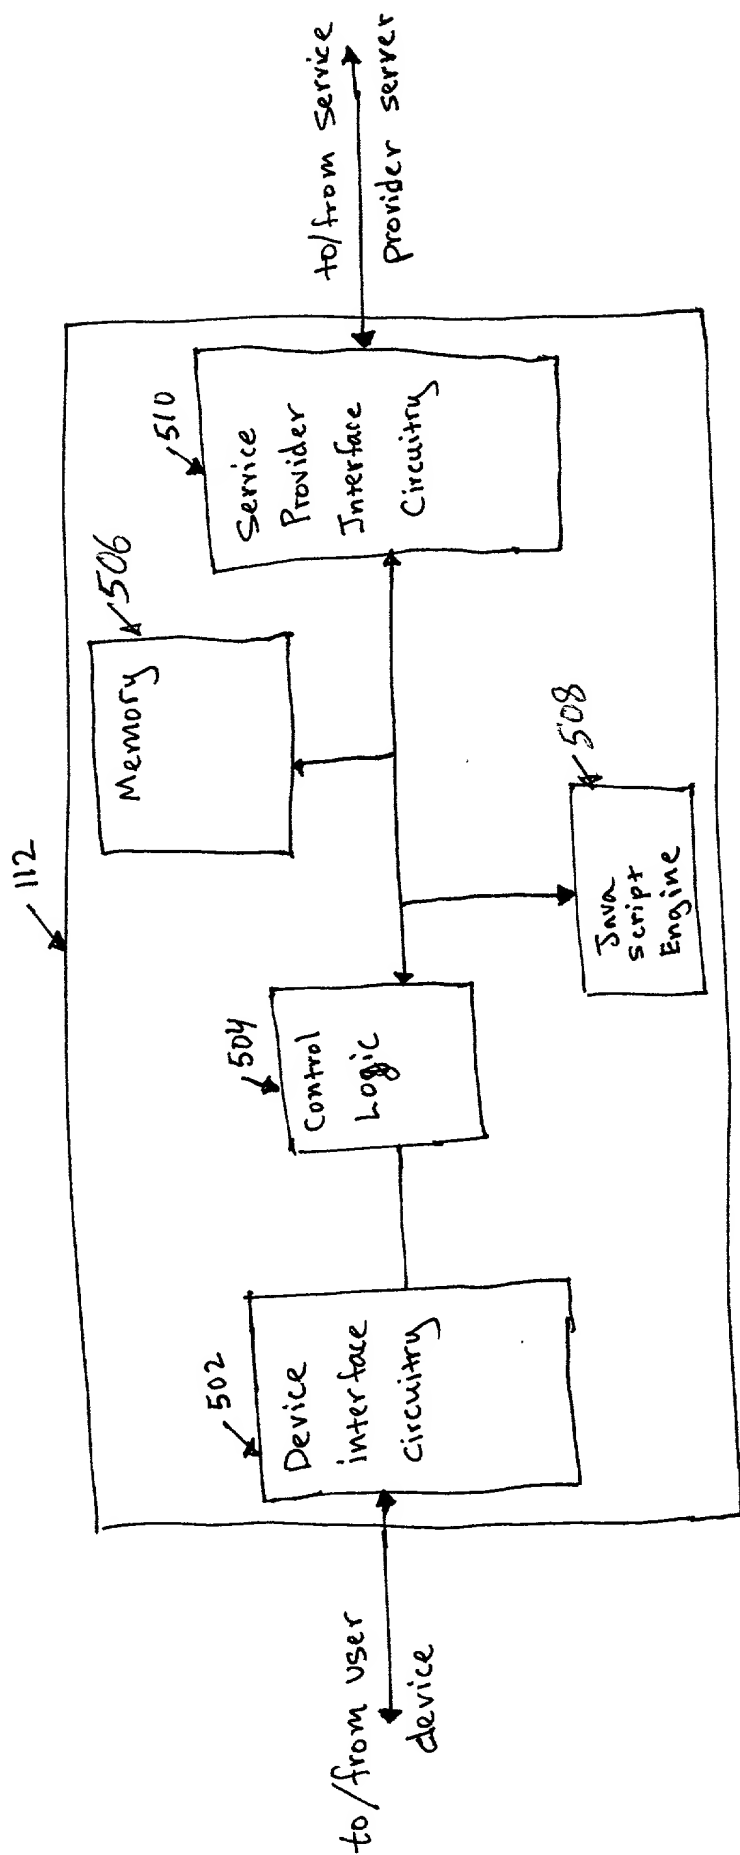 112
502
Device
interface
Circuitry
504
Control
Logic
506
Memory
508
Java
script
Engine
510
Service
Provider
Interface
Circuitry
to/from user
device
to/from service
provider server